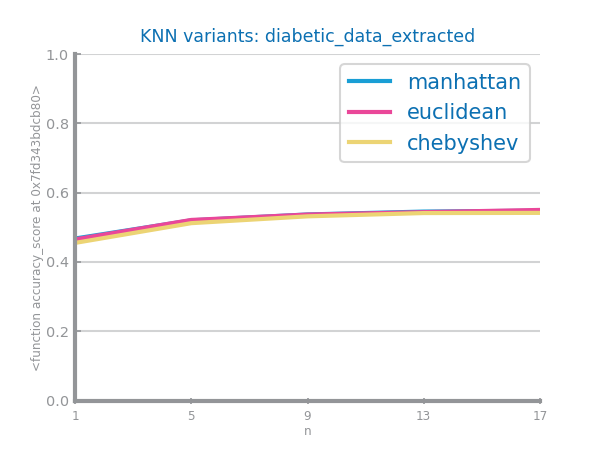 KNN variants: diabetic_data_extracted
<function accuracy_score at 0x7fd343bdcb80>
1.0
0.8
0.6
0.4
0.2
0.0
manhattan
euclidean
chebyshev
1 5 9 13 17
n